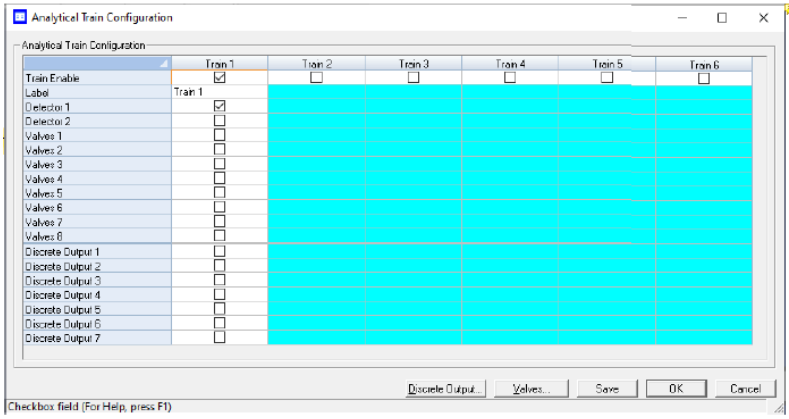 Analytical Train Configuration
Analytical Train Configuration
Train 1 Train 2 Train 3 Train 4 Train 5 Train 6
Train Enable
Label Train 1
Detector 1
Detector 2
Valves 1
Valves 2
Valves 3
Valves 4
Valves 5
Valves 6
Valves 7
Valves 8
Discrete Output 1
Discrete Output 2
Discrete Output 3
Discrete Output 4
Discrete Output 5
Discrete Output 6
Discrete Output 7
Discrete Output... Valves... Save OK Cancel
Checkbox field (For Help, press F1)